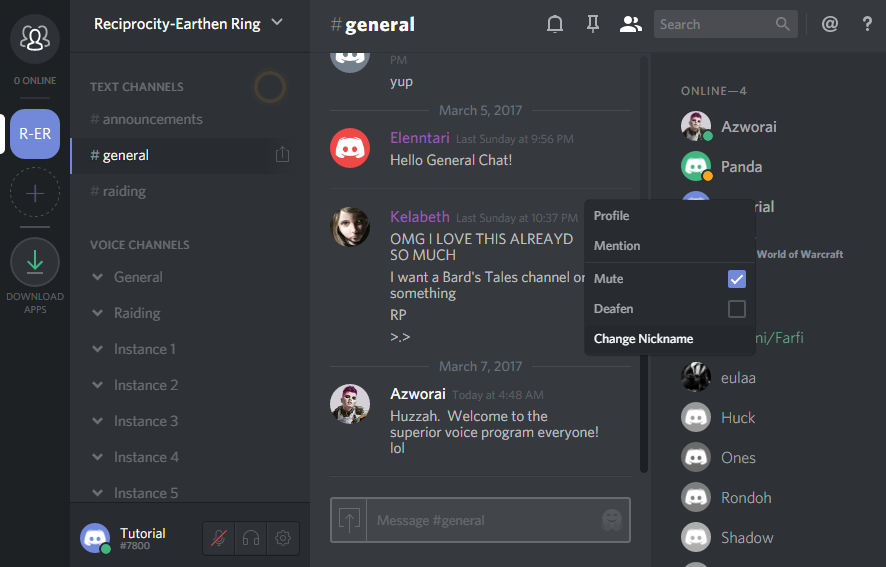 Reciprocity-Earthen Ring
0 ONLINE
R-ER
DOWNLOAD
APPS
TEXT CHANNELS
# announcements
# general
# raiding
VOICE CHANNELS
General
Raiding
Instance 1
Instance 2
Instance 3
Instance 4
Instance 5
Tutorial
#7800
# general
Search
@
?
PM
yup
March 5, 2017
Elenntari Last Sunday at 9:56 PM
Hello General Chat!
Kelabeth Last Sunday at 10:37 PM
OMG I LOVE THIS ALREAYD
SO MUCH
I want a Bard's Tales channel or
something
RP
>.>
March 7, 2017
Azworai Today at 4:48 AM
Huzzah. Welcome to the
superior voice program everyone!
lol
Message #general
Profile
Mention
Mute
Deafen
Change Nickname
ONLINE—4
Azworai
Panda
World of Warcraft
/Farfi
eulaa
Huck
Ones
Rondoh
Shadow